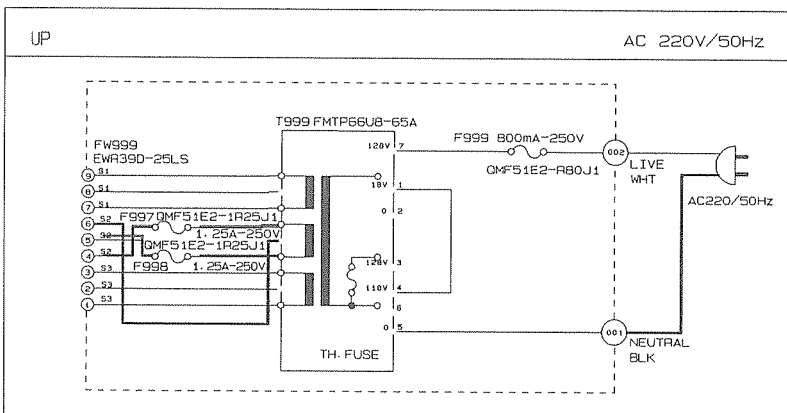 UP
AC 220V/50Hz
T999 FMTP66U8-65A
FW999
EWR39D-25LS
F999 800mA-250V
QMF51E2-R80J1
002
LIVE
WHT
AC220/50Hz
128V 7
18V 1
0 2
128V 3
110V 4
6
0 5
9 S1
8 S1
7 S1
6 S2
5 S2
4 S2
3 S3
2 S3
1 S3
F997 QMF51E2-1R25J1
1.25A-250V
QMF51E2-1R25J1
F998 1.25A-250V
TH. FUSE
001
NEUTRAL
BLK